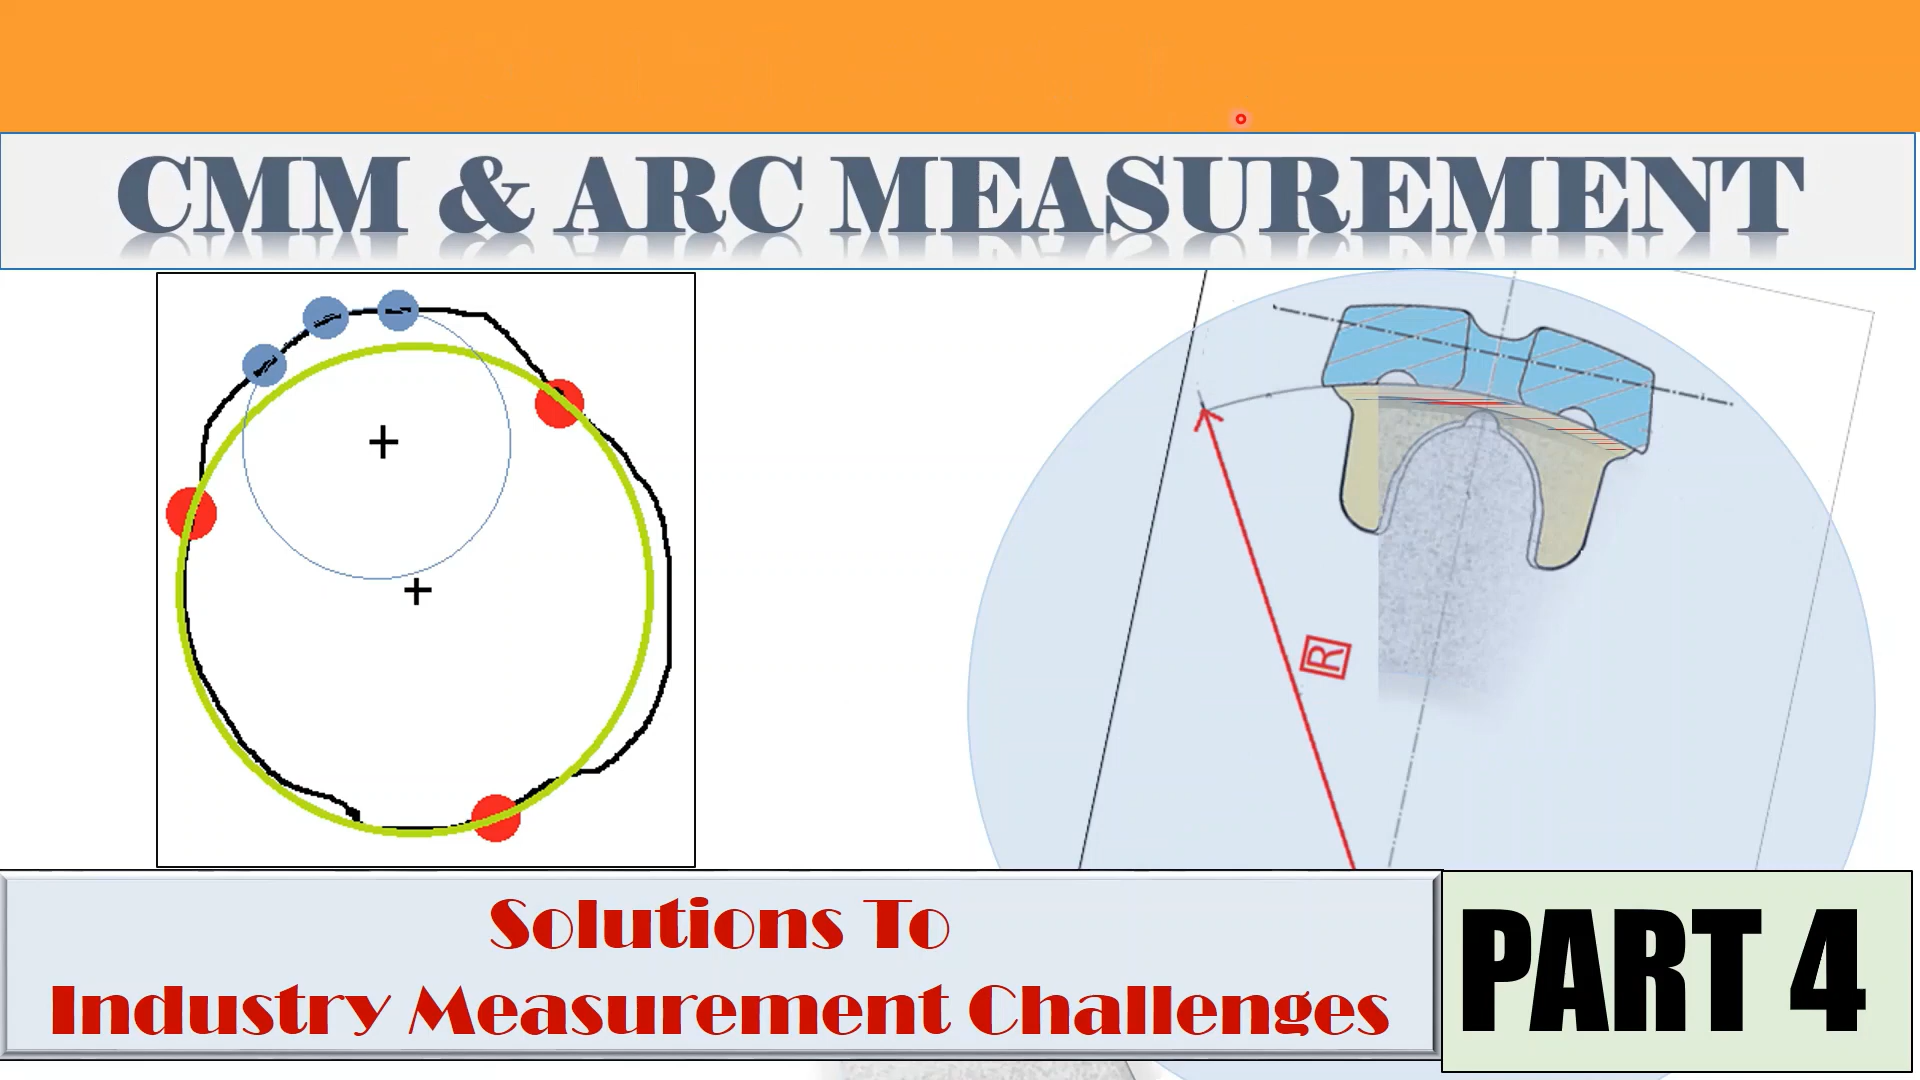 CMM & ARC MEASUREMENT
R
Solutions To
Industry Measurement Challenges
PART 4